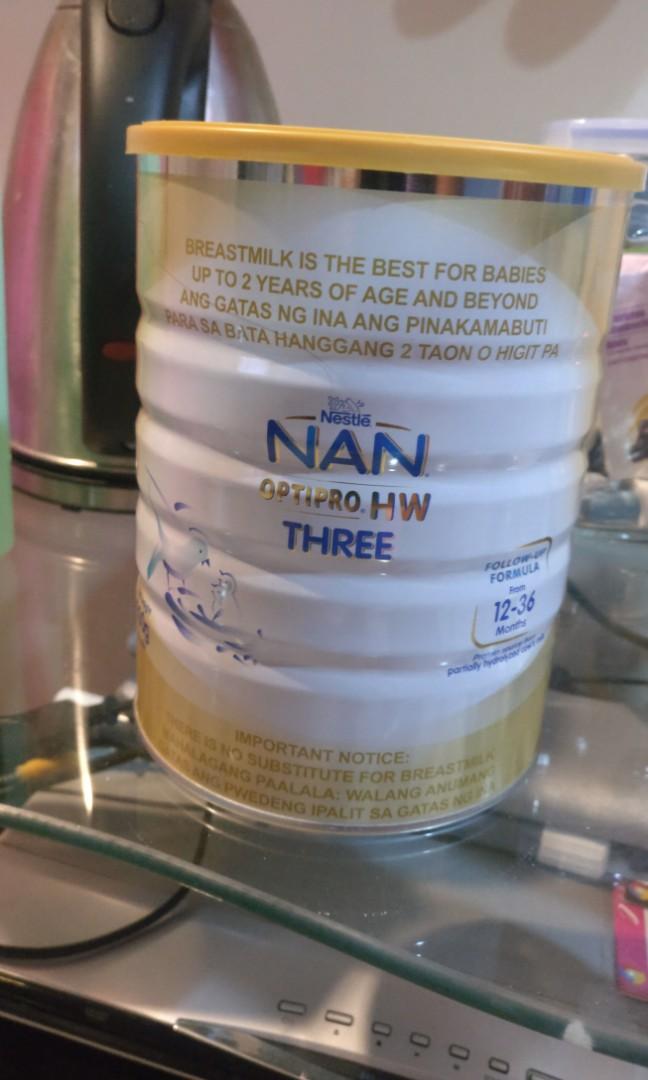 BREASTMILK IS THE BEST FOR BABIES
UP TO 2 YEARS OF AGE AND BEYOND
ANG GATAS NG INA ANG PINAKAMABUTI
PARA SA BATA HANGGANG 2 TAON O HIGIT PA
Nestlé
NAN
OPTIPRO® HW
THREE
FOLLOW-UP
FORMULA
From
12-36
Months
partially hydrolyzed
IMPORTANT NOTICE:
THERE IS NO SUBSTITUTE FOR BREASTMILK
MAHALAGANG PAALALA: WALANG ANUMANG
GATAS ANG PWEDENG IPALIT SA GATAS NG INA